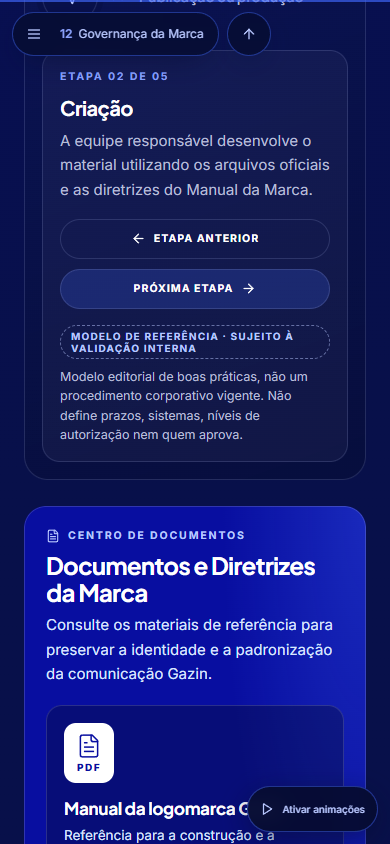 12 Governança da Marca
ETAPA 02 DE 05
Criação
A equipe responsável desenvolve o
material utilizando os arquivos oficiais
e as diretrizes do Manual da Marca.
ETAPA ANTERIOR
PRÓXIMA ETAPA
MODELO DE REFERÊNCIA · SUJEITO À
VALIDAÇÃO INTERNA
Modelo editorial de boas práticas, não um
procedimento corporativo vigente. Não
define prazos, sistemas, níveis de
autorização nem quem aprova.
CENTRO DE DOCUMENTOS
Documentos e Diretrizes
da Marca
Consulte os materiais de referência para
preservar a identidade e a padronização
da comunicação Gazin.
PDF
Manual da logomarca
Ativar animações
Referência para a construção e a